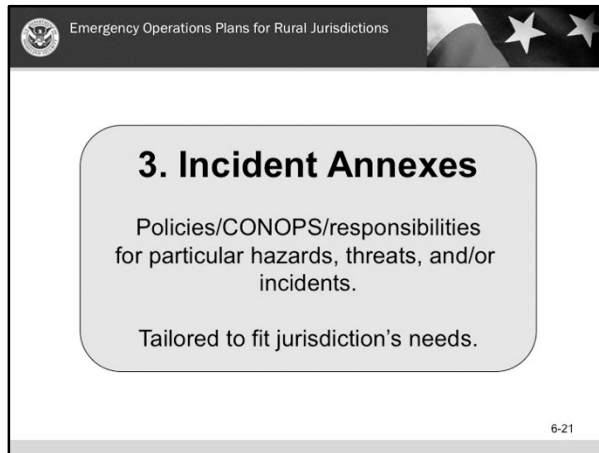 Emergency Operations Plans for Rural Jurisdictions
3. Incident Annexes
Policies/CONOPS/responsibilities
for particular hazards, threats, and/or
incidents.
Tailored to fit jurisdiction's needs.
6-21